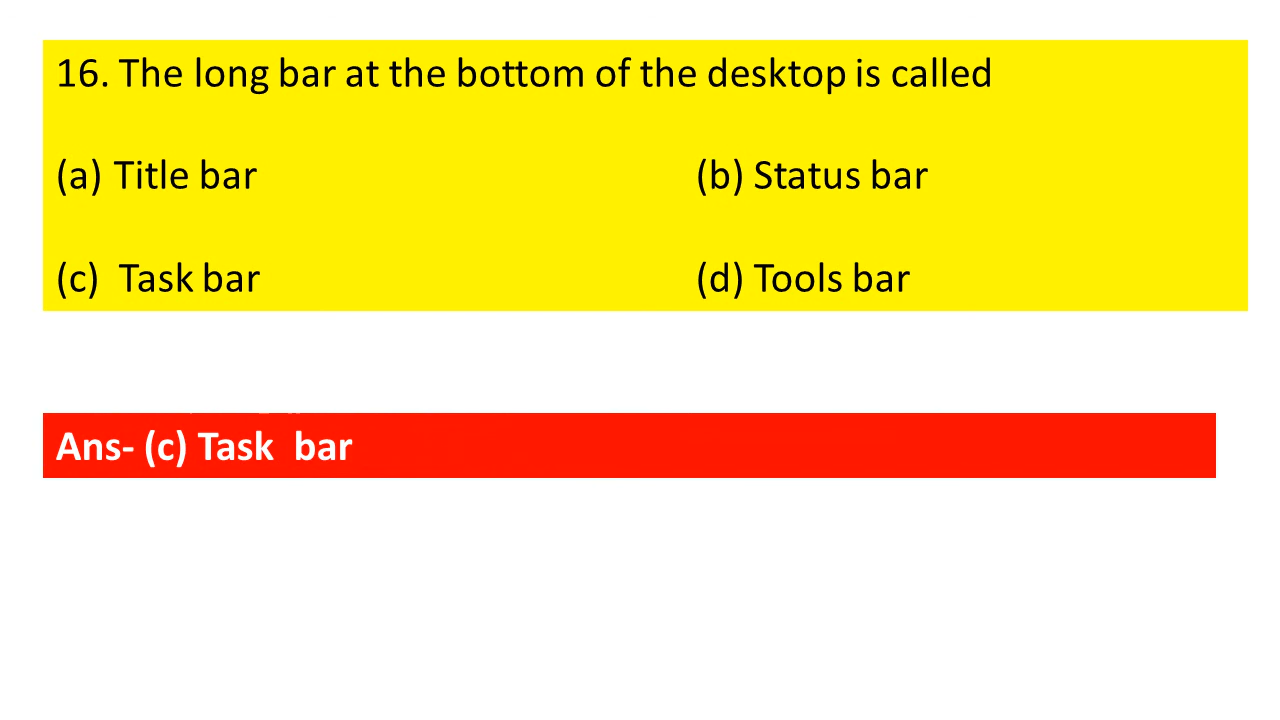 16. The long bar at the bottom of the desktop is called
(a) Title bar (b) Status bar
(c) Task bar (d) Tools bar
Ans- (c) Task bar